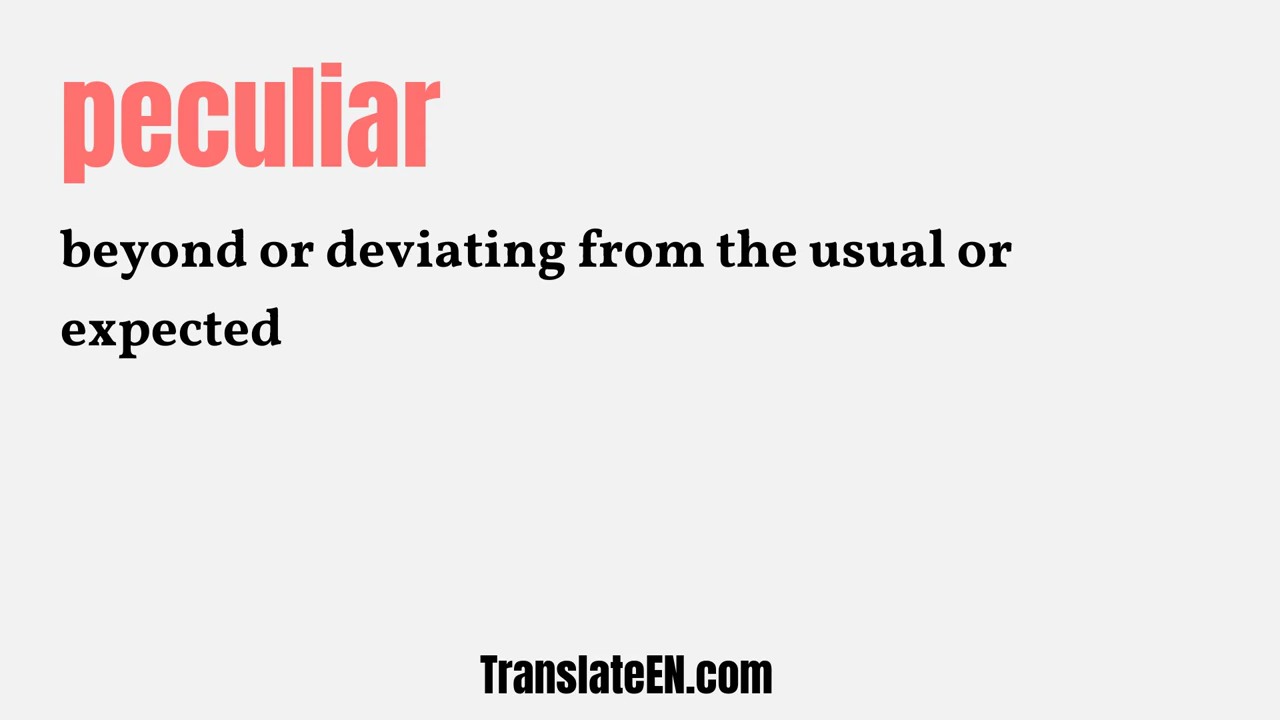 peculiar
beyond or deviating from the usual or
expected
TranslateEN.com